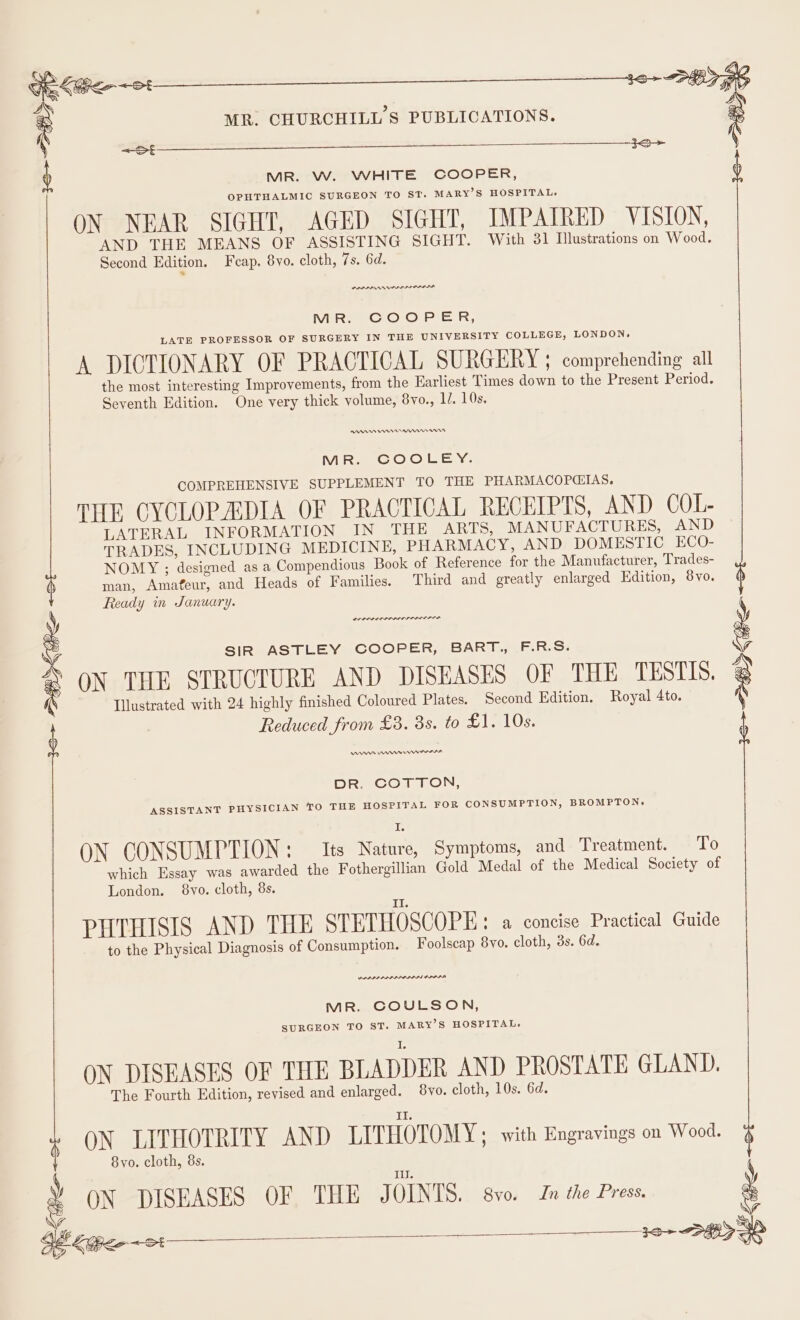 MR. CHURCHILL'S PUBLICATIONS.
MR. W. WHITE COOPER,
OPHTHALMIC SURGEON TO ST. MARY'S HOSPITAL.
ON NEAR SIGHT, AGED SIGHT, IMPAIRED VISION,
AND THE MEANS OF ASSISTING SIGHT. With 31 Illustrations on Wood.
Second Edition. Fcap. 8vo. cloth, 7s. 6d.
MR. COOPER,
LATE PROFESSOR OF SURGERY IN THE UNIVERSITY COLLEGE, LONDON.
A DICTIONARY OF PRACTICAL SURGERY; comprehending all
the most interesting Improvements, from the Earliest Times down to the Present Period.
Seventh Edition. One very thick volume, 8vo., 1l. 10s.
MR. COOLEY.
COMPREHENSIVE SUPPLEMENT TO THE PHARMACOPŒIAS.
THE CYCLOPÆDIA OF PRACTICAL RECEIPTS, AND COL-
LATERAL INFORMATION IN THE ARTS, MANUFACTURES, AND
TRADES, INCLUDING MEDICINE, PHARMACY, AND DOMESTIC ECO-
NOMY; designed as a Compendious Book of Reference for the Manufacturer, Trades-
man, Amateur, and Heads of Families. Third and greatly enlarged Edition, 8vo.
Ready in January.
SIR ASTLEY COOPER, BART., F.R.S.
ON THE STRUCTURE AND DISEASES OF THE TESTIS.
Illustrated with 24 highly finished Coloured Plates. Second Edition. Royal 4to.
Reduced from £3. 3s. to £1. 10s.
DR. COTTON,
ASSISTANT PHYSICIAN TO THE HOSPITAL FOR CONSUMPTION, BROMPTON.
I.
ON CONSUMPTION: Its Nature, Symptoms, and Treatment. To
which Essay was awarded the Fothergillian Gold Medal of the Medical Society of
London. 8vo. cloth, 8s.
II.
PHTHISIS AND THE STETHOSCOPE: a concise Practical Guide
to the Physical Diagnosis of Consumption. Foolscap 8vo. cloth, 3s. 6d.
MR. COULSON,
SURGEON TO ST. MARY'S HOSPITAL.
I.
ON DISEASES OF THE BLADDER AND PROSTATE GLAND.
The Fourth Edition, revised and enlarged. 8vo. cloth, 10s. 6d.
II.
ON LITHOTRITY AND LITHOTOMY; with Engravings on Wood.
8vo. cloth, 8s.
III.
ON DISEASES OF THE JOINTS. 8vo. In the Press.